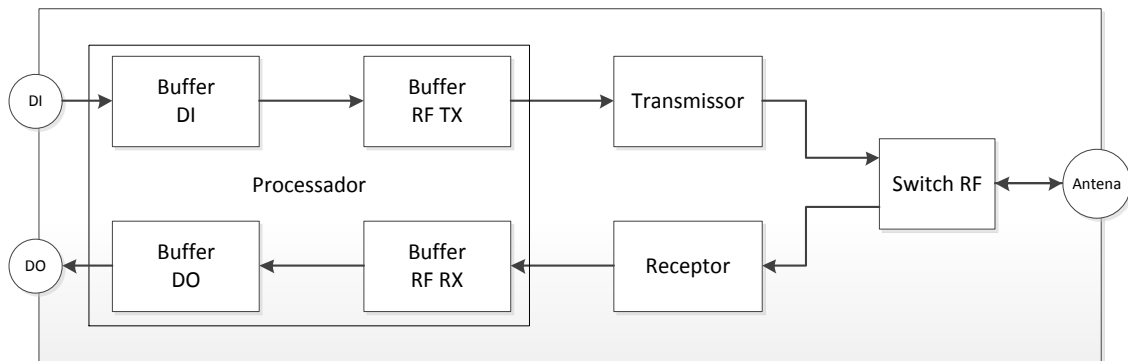 DI
Buffer
DI
Buffer
RF TX
Transmissor
Processador
Switch RF
Antena
DO
Buffer
DO
Buffer
RF RX
Receptor